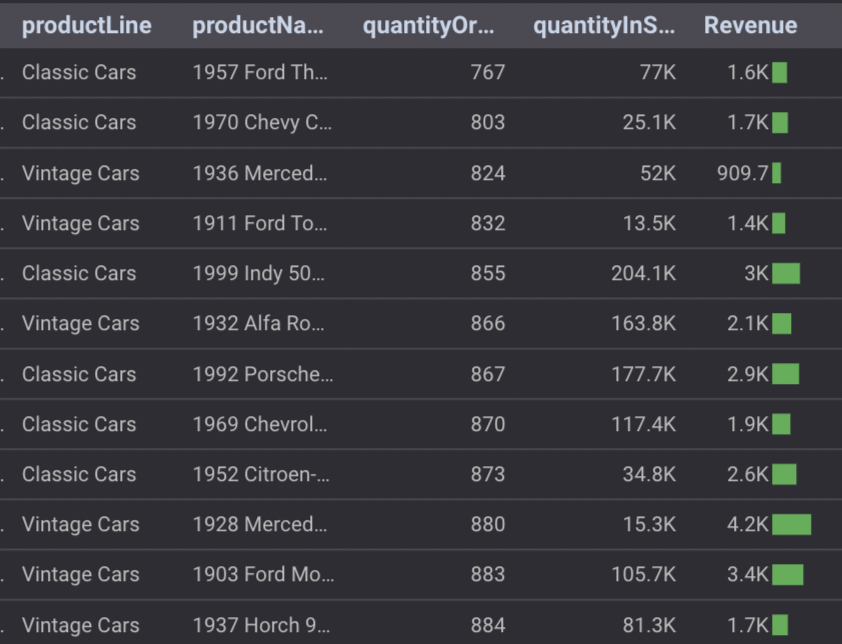 productLine productNa... quantityOr... quantityInS... Revenue
. Classic Cars 1957 Ford Th... 767 77K 1.6K
. Classic Cars 1970 Chevy C... 803 25.1K 1.7K
Vintage Cars 1936 Merced... 824 52K 909.7
. Vintage Cars 1911 Ford To... 832 13.5K 1.4K
. Classic Cars 1999 Indy 50... 855 204.1K 3K
. Vintage Cars 1932 Alfa Ro... 866 163.8K 2.1K
. Classic Cars 1992 Porsche... 867 177.7K 2.9K
. Classic Cars 1969 Chevrol... 870 117.4K 1.9K
. Classic Cars 1952 Citroen-... 873 34.8K 2.6K
. Vintage Cars 1928 Merced... 880 15.3K 4.2K
. Vintage Cars 1903 Ford Mo... 883 105.7K 3.4K
. Vintage Cars 1937 Horch 9... 884 81.3K 1.7K